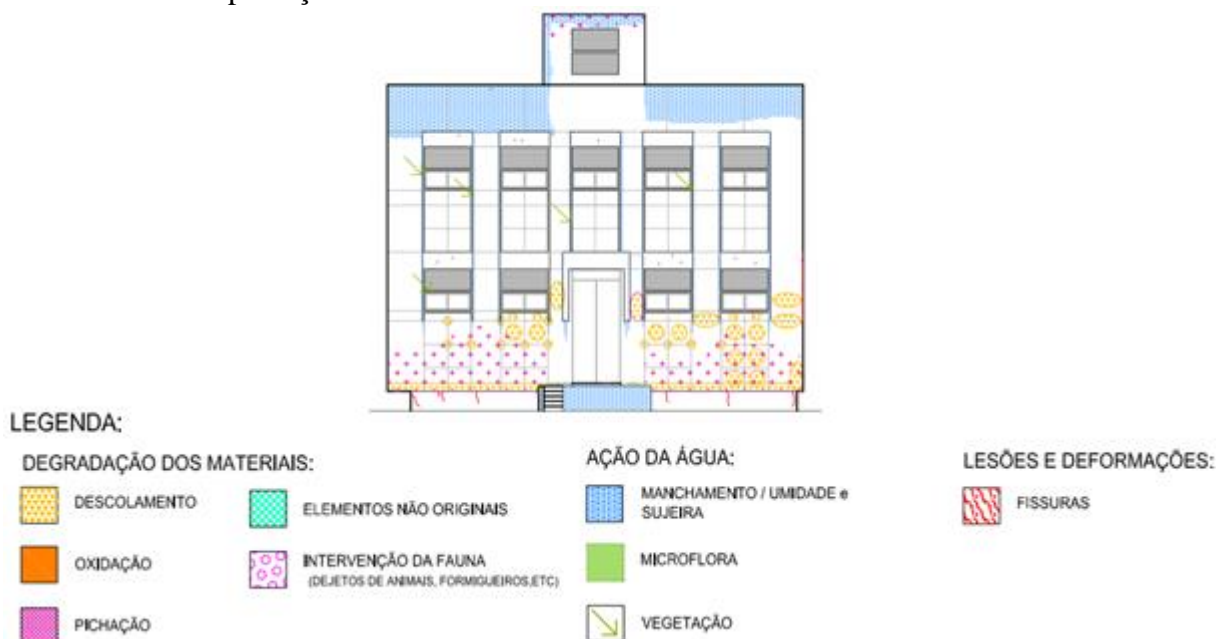 LEGENDA:
DEGRADAÇÃO DOS MATERIAIS:
DESCOLAMENTO
OXIDAÇÃO
PICHAÇÃO
ELEMENTOS NÃO ORIGINAIS
INTERVENÇÃO DA FAUNA
(DEJETOS DE ANIMAIS, FORMIGUEIROS,ETC)
AÇÃO DA ÁGUA:
MANCHAMENTO / UMIDADE e
SUJEIRA
MICROFLORA
VEGETAÇÃO
LESÕES E DEFORMAÇÕES:
FISSURAS